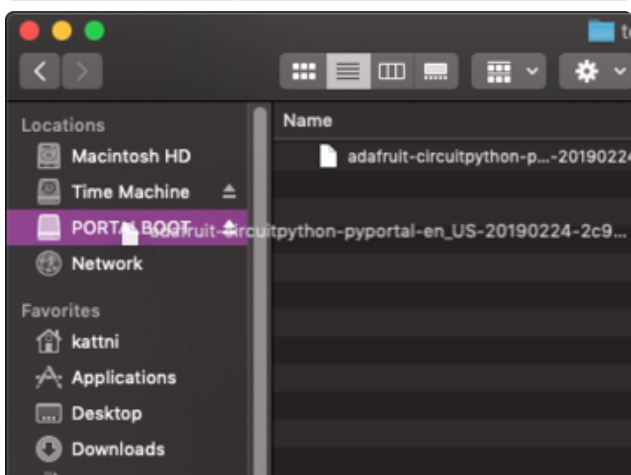 Name
Locations
Macintosh HD
adafruit-circuitpython-p...-20190224
Time Machine
PORTALBOOT
adafruit-circuitpython-pyportal-en_US-20190224-2c9...
Network
Favorites
kattni
Applications
Desktop
Downloads